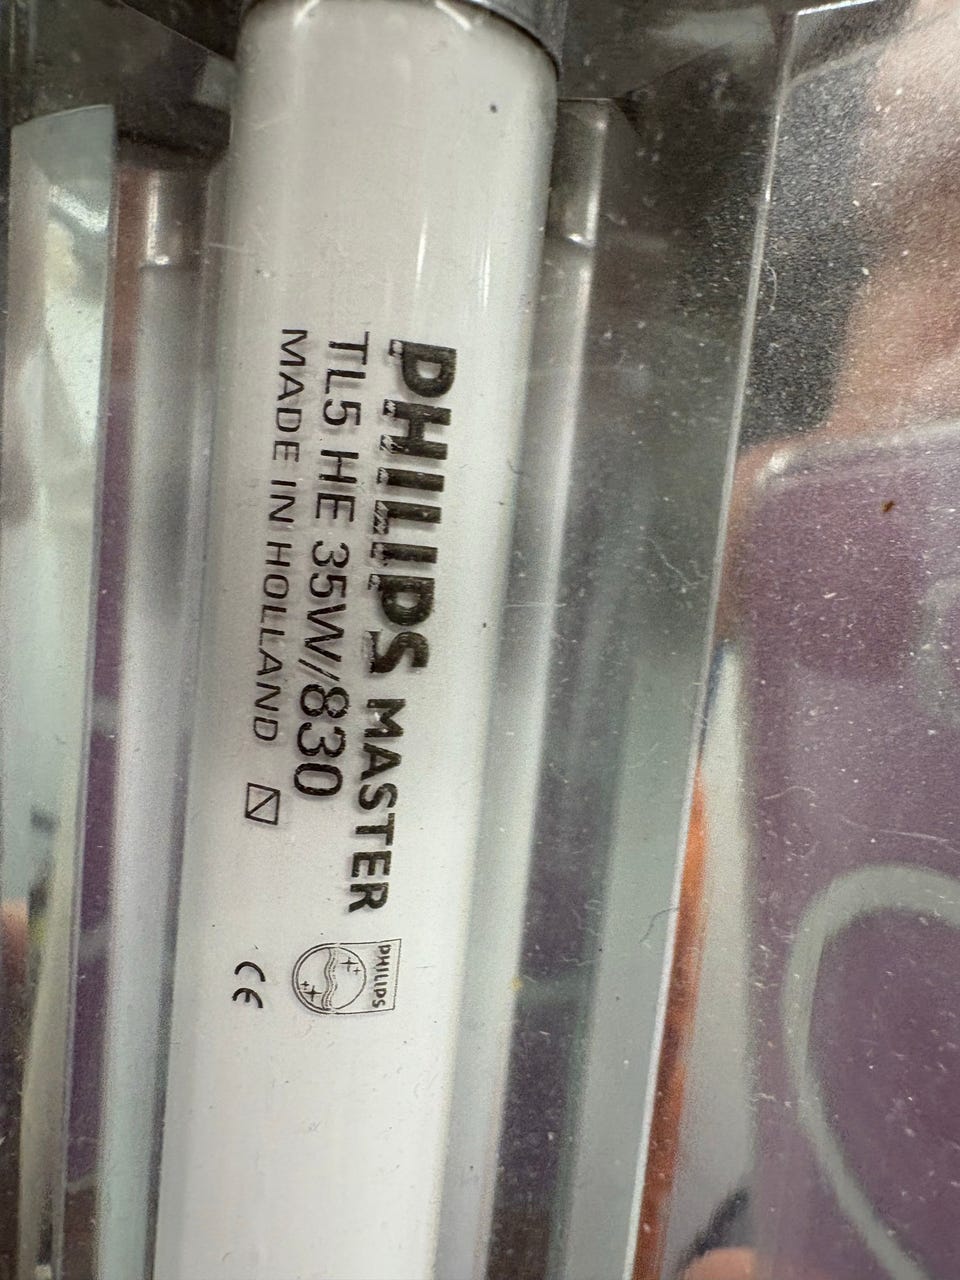 PHILIPS MASTER
TL5 HE 35W/830
MADE IN HOLLAND
PHILIPS
CE